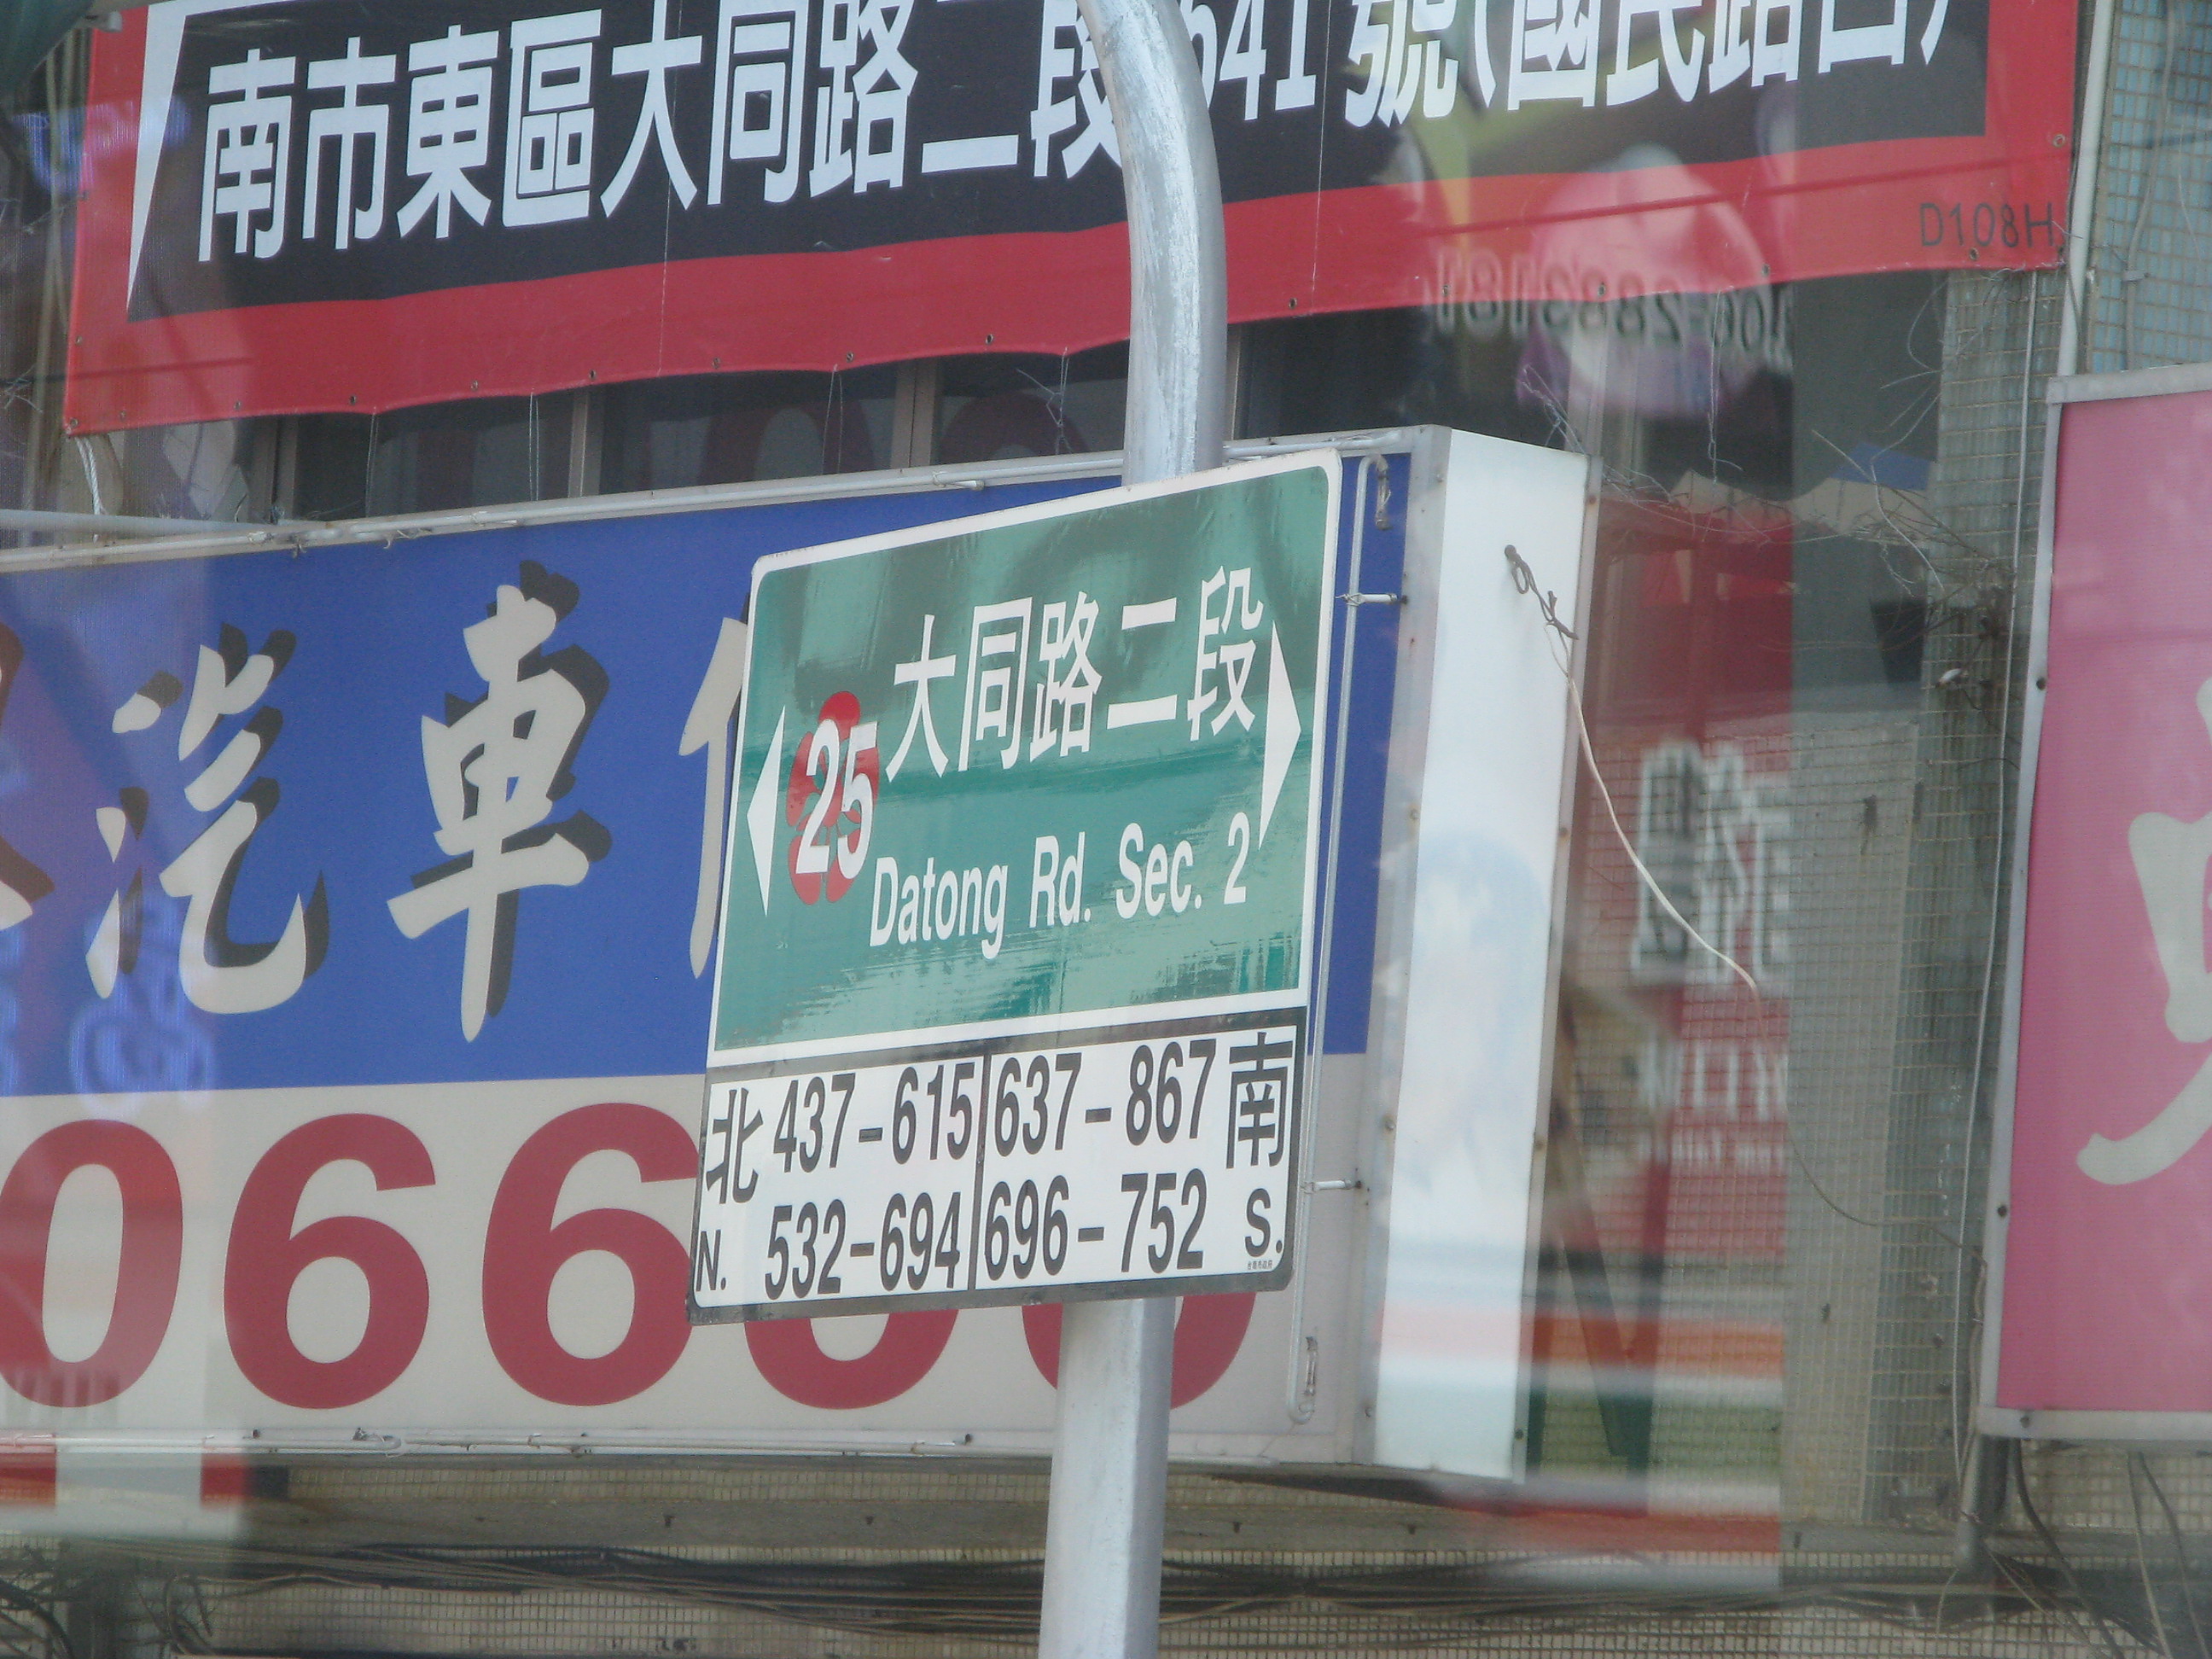 南市東區大同路二段641號(國民路口)
D108H
汽車
大同路二段
25
Datong Rd. Sec. 2
北 437-615 637-867 南
N. 532-694 696-752 S.
066